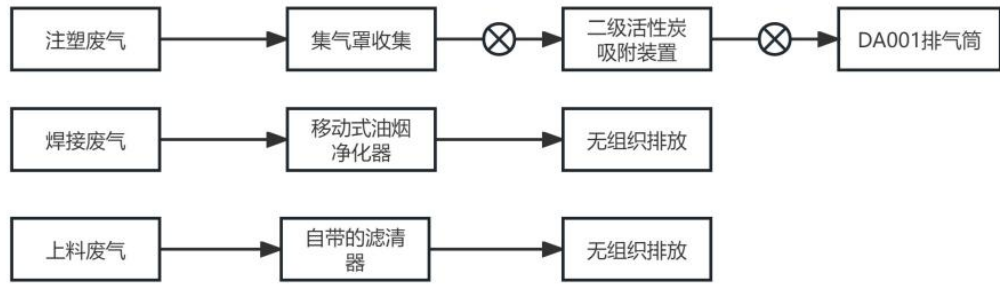 注塑废气
集气罩收集
二级活性炭
吸附装置
DA001排气筒
焊接废气
移动式油烟
净化器
无组织排放
上料废气
自带的滤清
器
无组织排放